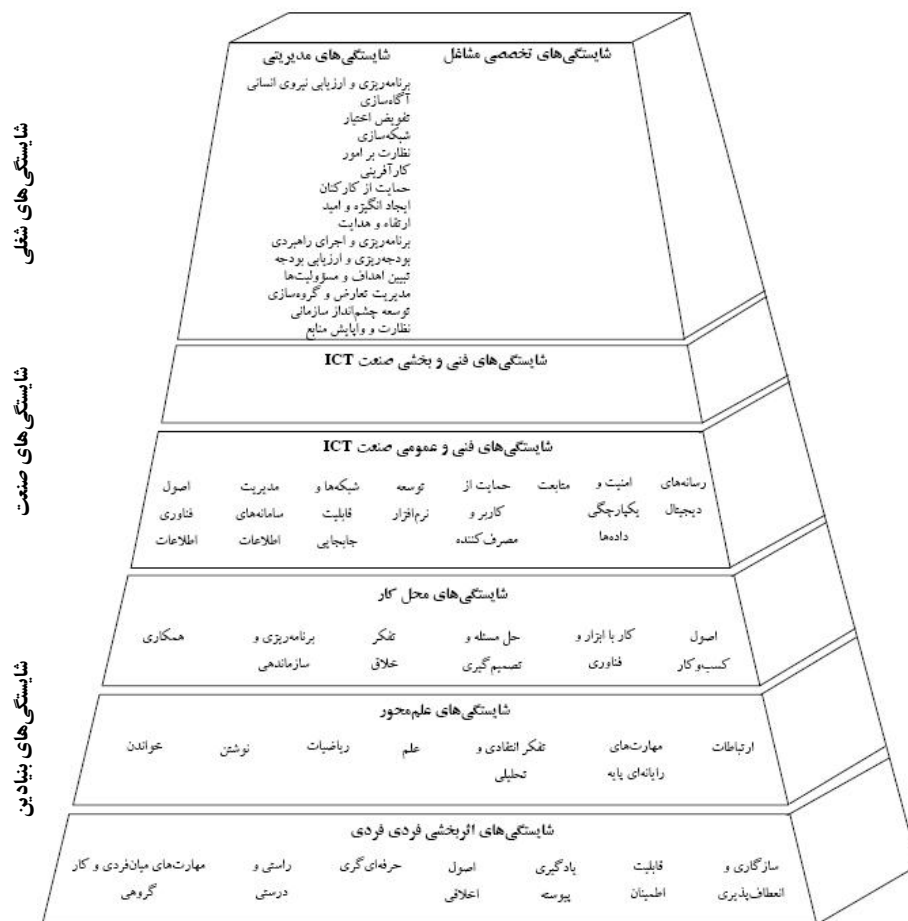 شایستگی‌های شغلی
شایستگی‌های تخصصی مشاغل
شایستگی‌های مدیریتی
برنامه‌ریزی و ارزیابی نیروی انسانی
آگاه‌سازی
تفویض اختیار
شبکه‌سازی
نظارت بر امور
کارآفرینی
حمایت از کارکنان
ایجاد انگیزه و امید
ارتقاء و هدایت
برنامه‌ریزی و اجرای راهبردی
بودجه‌ریزی و ارزیابی بودجه
تبیین اهداف و مسؤولیت‌ها
مدیریت تعارض و گروه‌سازی
توسعه چشم‌انداز سازمانی
نظارت و واپایش منابع
شایستگی‌های صنعت
شایستگی‌های فنی و بخشی صنعت ICT
شایستگی‌های فنی و عمومی صنعت ICT
رسانه‌های
دیجیتال
امنیت و
یکپارچگی
داده‌ها
متابعت
حمایت از
کاربر و
مصرف‌کننده
توسعه
نرم‌افزار
شبکه‌ها و
قابلیت
جابجایی
مدیریت
سامانه‌های
اطلاعات
اصول
فناوری
اطلاعات
شایستگی‌های بنیادین
شایستگی‌های محل کار
اصول
کسب‌وکار
کار با ابزار و
فناوری
حل مسئله و
تصمیم‌گیری
تفکر
خلاق
برنامه‌ریزی و
سازماندهی
همکاری
شایستگی‌های علم‌محور
ارتباطات
مهارت‌های
رایانه‌ای پایه
تفکر انتقادی و
تحلیلی
علم
ریاضیات
نوشتن
خواندن
شایستگی‌های اثربخشی فردی فردی
سازگاری و
انعطاف‌پذیری
قابلیت
اطمینان
یادگیری
پیوسته
اصول
اخلاقی
حرفه‌ای‌گری
راستی و
درستی
مهارت‌های میان‌فردی و کار
گروهی